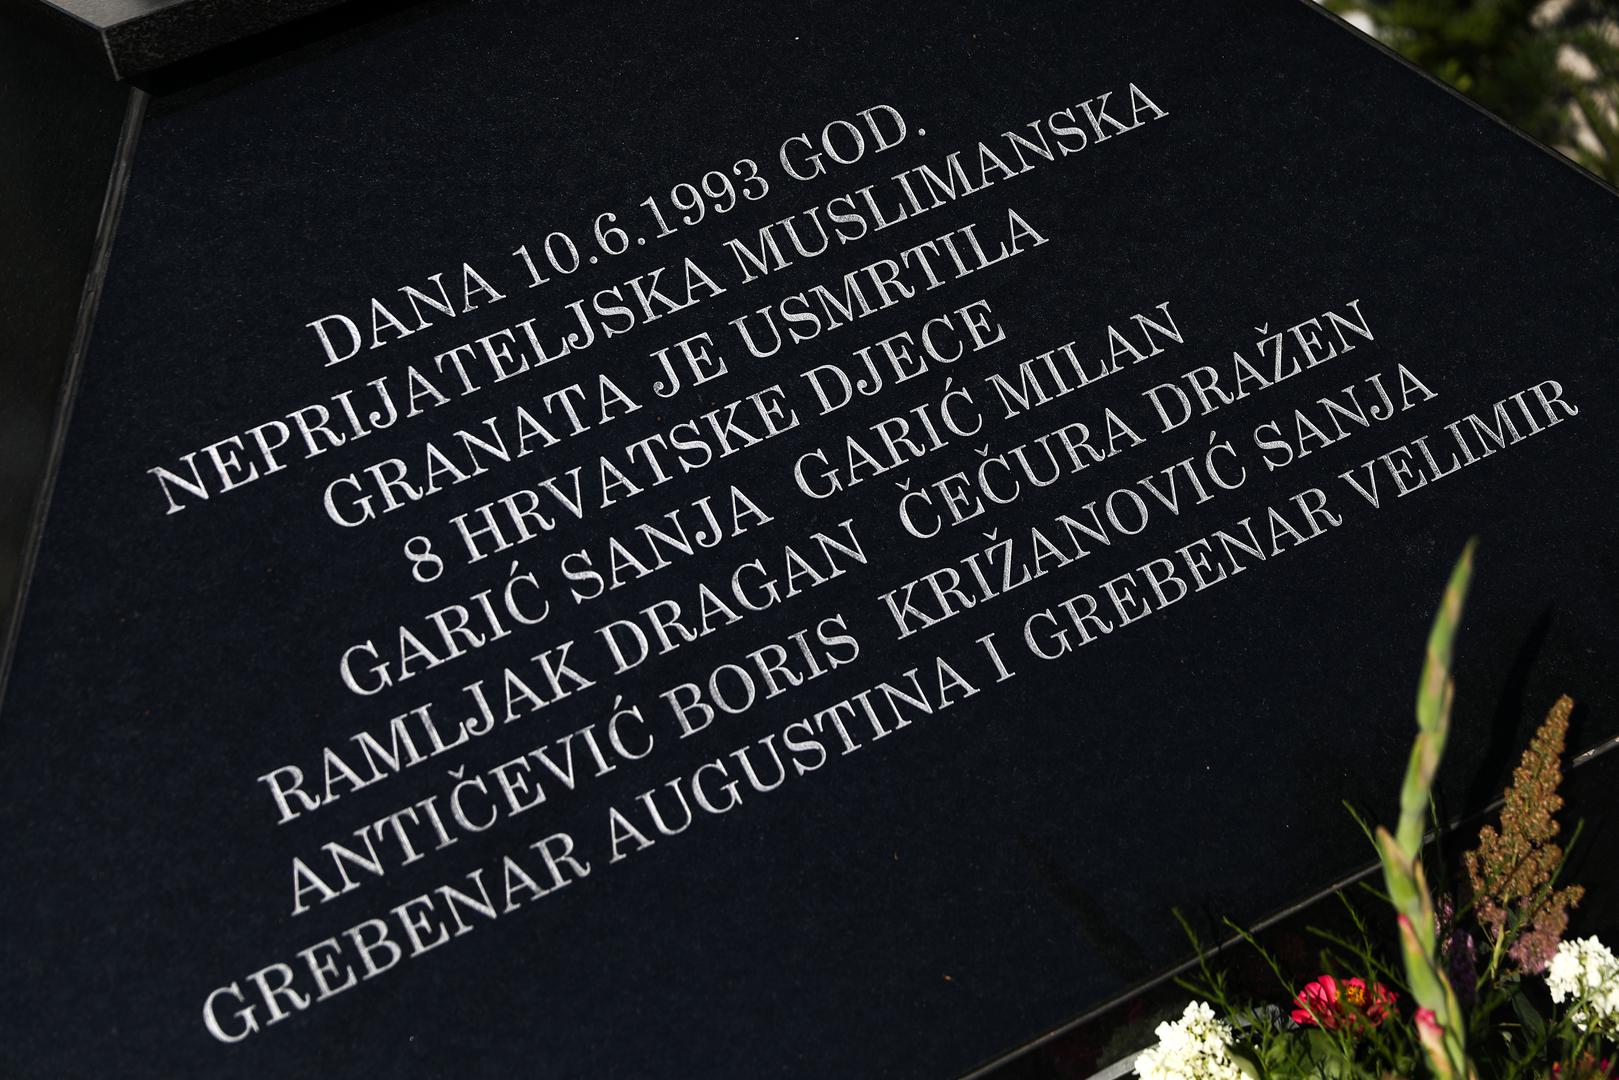 DANA 10.6.1993 GOD.
NEPRIJATELJSKA MUSLIMANSKA
GRANATA JE USMRTILA
8 HRVATSKE DJECE
GARIĆ SANJA GARIĆ MILAN
RAMLJAK DRAGAN ČEČURA DRAŽEN
ANTIČEVIĆ BORIS KRIŽANOVIĆ SANJA
GREBENAR AUGUSTINA I GREBENAR VELIMIR